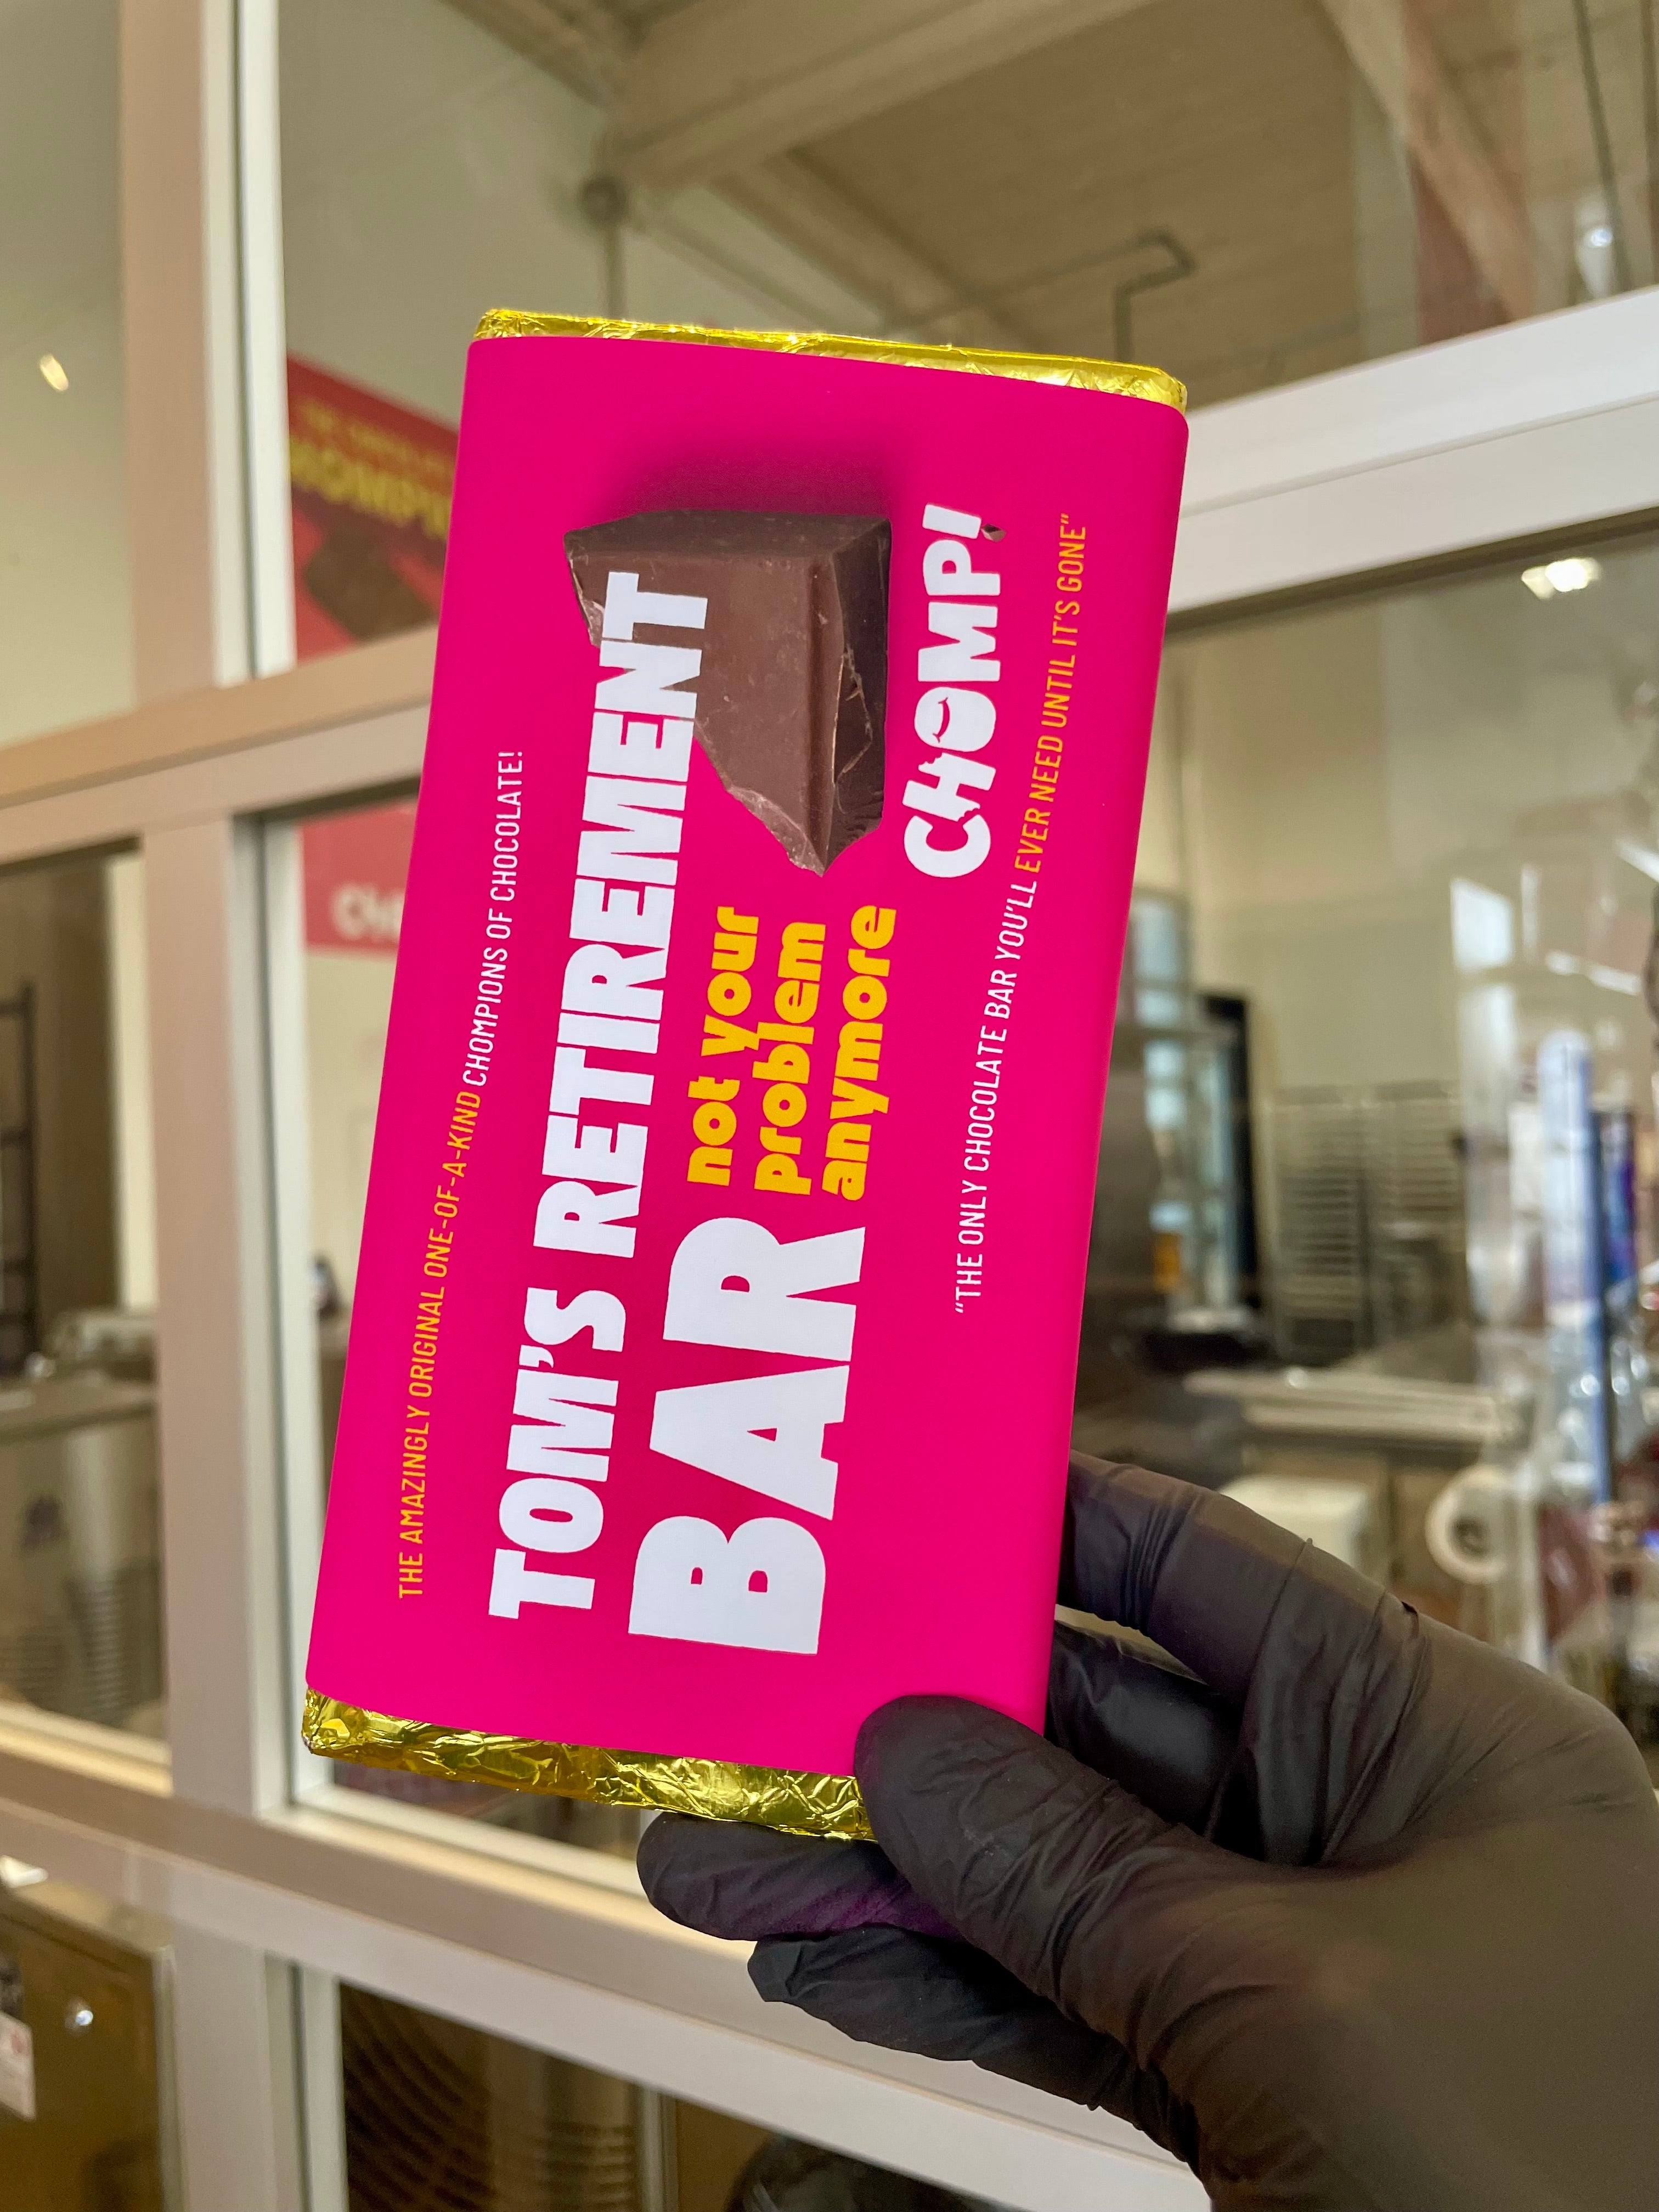 THE AMAZINGLY ORIGINAL ONE-OF-A-KIND CHOMPIONS OF CHOCOLATE!
TOM'S RETIREMENT
BAR
not your
problem
anymore
CHOMP!
"THE ONLY CHOCOLATE BAR YOU'LL EVER NEED UNTIL IT'S GONE"